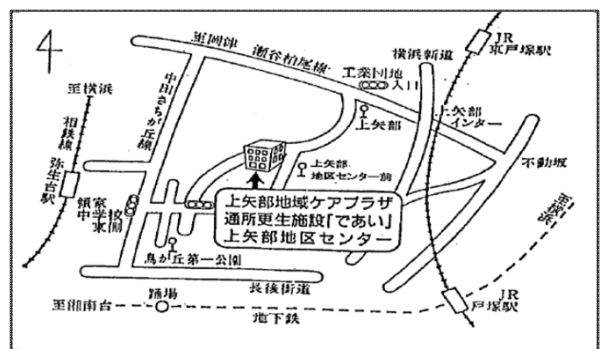 4
至岡津
瀬谷柏尾線
横浜新道
JR
東戸塚駅
工業団地
入口
至横浜
中田さちが丘線
相鉄線
弥生台駅
上矢部
上矢部
インター
不動坂
上矢部
地区センター前
至横浜
領家
中学校
東側
上矢部地域ケアプラザ
通所更生施設「であい」
上矢部地区センター
鳥が丘第一公園
長後街道
JR
戸塚駅
踊場
至湘南台
地下鉄